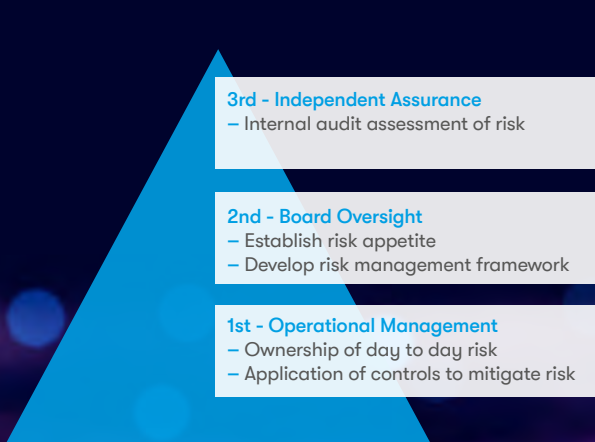 3rd - Independent Assurance
– Internal audit assessment of risk
2nd - Board Oversight
– Establish risk appetite
– Develop risk management framework
1st - Operational Management
– Ownership of day to day risk
– Application of controls to mitigate risk